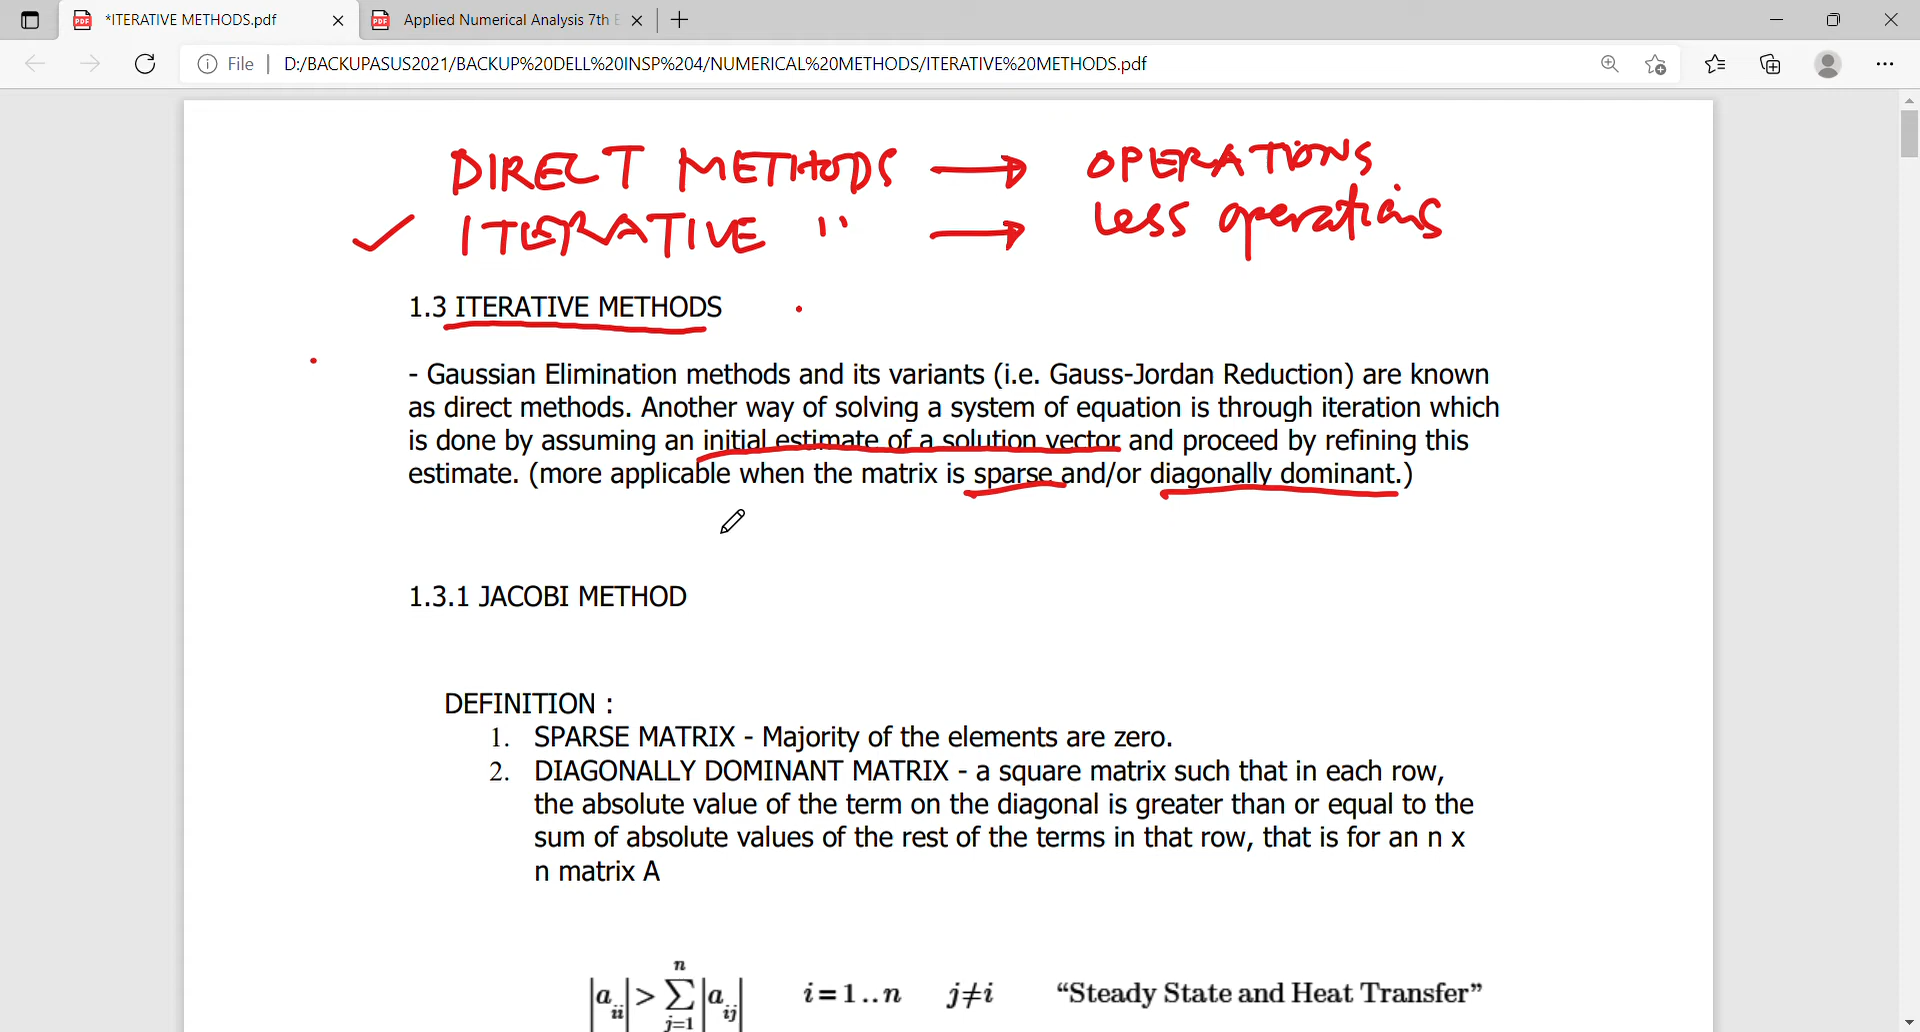 *ITERATIVE METHODS.pdf
Applied Numerical Analysis 7th E
File
D:/BACKUPASUS2021/BACKUP%20DELL%20INSP%204/NUMERICAL%20METHODS/ITERATIVE%20METHODS.pdf
DIRECT METHODS → OPERATIONS
✓ ITERATIVE " → Less operations
1.3 ITERATIVE METHODS
- Gaussian Elimination methods and its variants (i.e. Gauss-Jordan Reduction) are known
as direct methods. Another way of solving a system of equation is through iteration which
is done by assuming an initial estimate of a solution vector and proceed by refining this
estimate. (more applicable when the matrix is sparse and/or diagonally dominant.)
1.3.1 JACOBI METHOD
DEFINITION :
1. SPARSE MATRIX - Majority of the elements are zero.
2. DIAGONALLY DOMINANT MATRIX - a square matrix such that in each row,
the absolute value of the term on the diagonal is greater than or equal to the
sum of absolute values of the rest of the terms in that row, that is for an n x
n matrix A
|a_ii| > ∑_{j=1}^{n} |a_ij| i=1..n j≠i “Steady State and Heat Transfer”